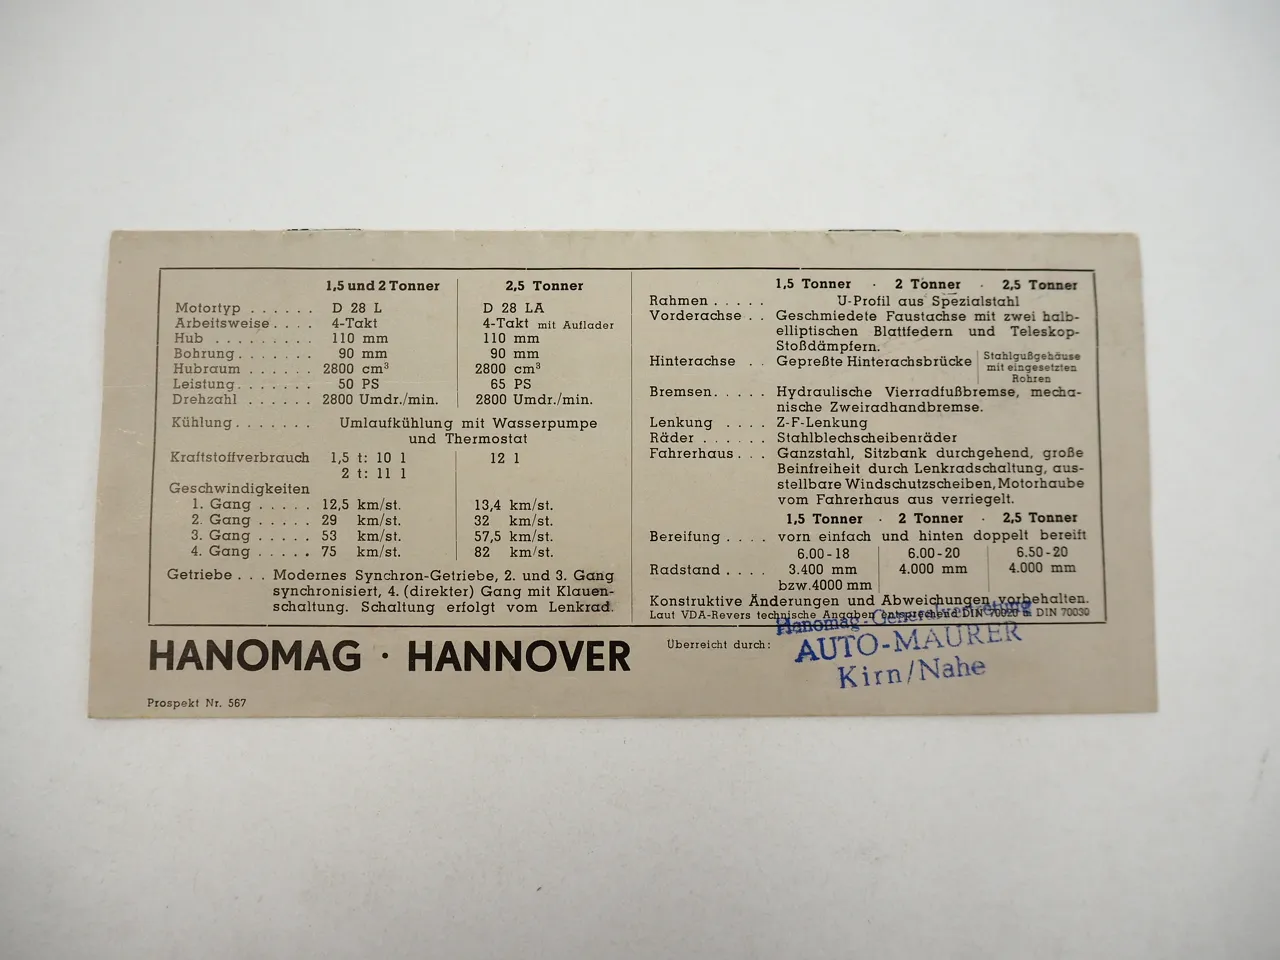 1,5 und 2 Tonner 2,5 Tonner
Motortyp . . . . . . D 28 L D 28 LA
Arbeitsweise . . . . 4-Takt 4-Takt mit Auflader
Hub . . . . . . . . . 110 mm 110 mm
Bohrung . . . . . . . 90 mm 90 mm
Hubraum . . . . . . 2800 cm³ 2800 cm³
Leistung . . . . . . . 50 PS 65 PS
Drehzahl . . . . . . 2800 Umdr./min. 2800 Umdr./min.
Kühlung . . . . . . . Umlaufkühlung mit Wasserpumpe
und Thermostat
Kraftstoffverbrauch 1,5 t: 10 l 12 l
2 t: 11 l
Geschwindigkeiten
1. Gang . . . . . 12,5 km/st. 13,4 km/st.
2. Gang . . . . . 29 km/st. 32 km/st.
3. Gang . . . . . 53 km/st. 57,5 km/st.
4. Gang . . . . . 75 km/st. 82 km/st.
Getriebe . . . Modernes Synchron-Getriebe, 2. und 3. Gang
synchronisiert, 4. (direkter) Gang mit Klauen-
schaltung. Schaltung erfolgt vom Lenkrad.
1,5 Tonner · 2 Tonner · 2,5 Tonner
Rahmen . . . . . U-Profil aus Spezialstahl
Vorderachse . . Geschmiedete Faustachse mit zwei halb-
elliptischen Blattfedern und Teleskop-
Stoßdämpfern.
Hinterachse . . Gepreßte Hinterachsbrücke Stahlgußgehäuse
mit eingesetzten
Rohren
Bremsen . . . . . Hydraulische Vierradfußbremse, mecha-
nische Zweiradhandbremse.
Lenkung . . . . Z-F-Lenkung
Räder . . . . . . Stahlblechscheibenräder
Fahrerhaus . . . Ganzstahl, Sitzbank durchgehend, große
Beinfreiheit durch Lenkradschaltung, aus-
stellbare Windschutzscheiben, Motorhaube
vom Fahrerhaus aus verriegelt.
1,5 Tonner · 2 Tonner · 2,5 Tonner
Bereifung . . . . vorn einfach und hinten doppelt bereift
6.00-18 6.00-20 6.50-20
Radstand . . . . 3.400 mm 4.000 mm 4.000 mm
bzw. 4000 mm
Konstruktive Änderungen und Abweichungen vorbehalten.
Laut VDA-Revers technische Angaben entsprechend DIN 70020 DIN 70030
HANOMAG · HANNOVER
Überreicht durch:
Hanomag-Generalvertretung
AUTO-MAURER
Kirn/Nahe
Prospekt Nr. 567